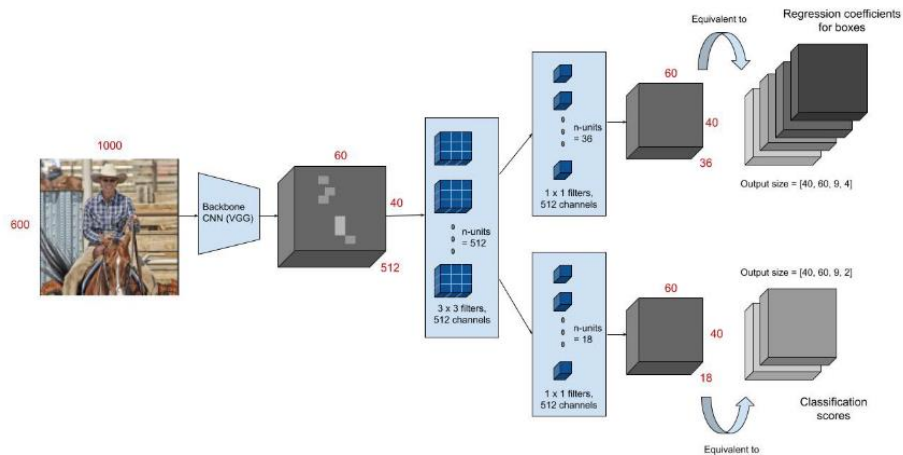 1000
600
Backbone
CNN (VGG)
60
40
512
n-units
= 512
3 x 3 filters,
512 channels
n-units
= 36
1 x 1 filters,
512 channels
60
40
36
Equivalent to
Regression coefficients
for boxes
Output size = [40, 60, 9, 4]
n-units
= 18
1 x 1 filters,
512 channels
60
40
18
Output size = [40, 60, 9, 2]
Classification
scores
Equivalent to